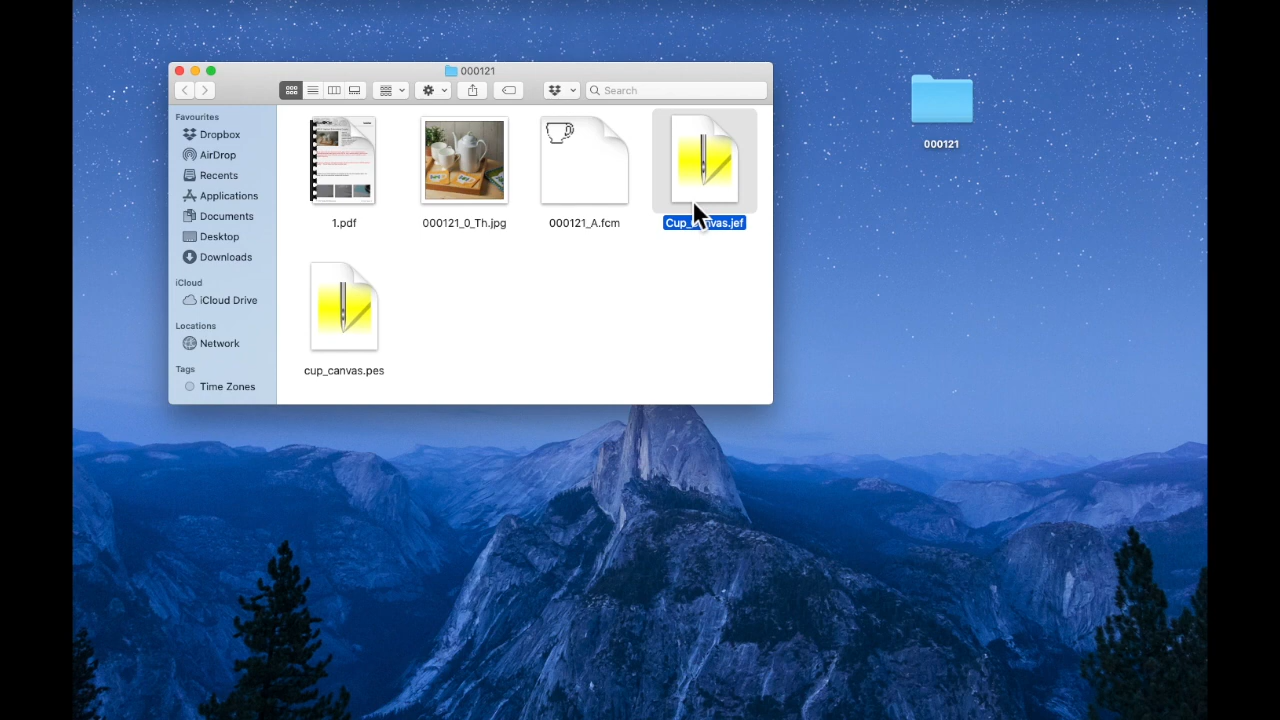 000121
Search
Favourites
Dropbox
AirDrop
Recents
Applications
Documents
Desktop
Downloads
iCloud
iCloud Drive
Locations
Network
Tags
Time Zones
1.pdf
000121_0_Th.jpg
000121_A.fcm
cup_canvas.pes
000121